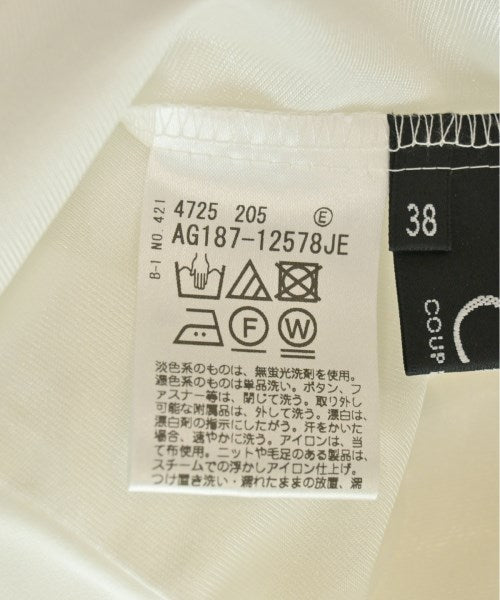 B-1 NO.421
4725 205 Ⓔ
AG187-12578JE
F
W
淡色系のものは、無蛍光洗剤を使用。
濃色系のものは単品洗い。ボタン、フ
ァスナー等は、閉じて洗う。取り外し
可能な附属品は、外して洗う。漂白は、
漂白剤の指示にしたがう。汗をかいた
場合、速やかに洗う。アイロンは、当
て布使用。ニットや毛足のある製品は、
スチームでの浮かしアイロン仕上げ。
つけ置き洗い・濡れたままの放置、濯
38
COUP